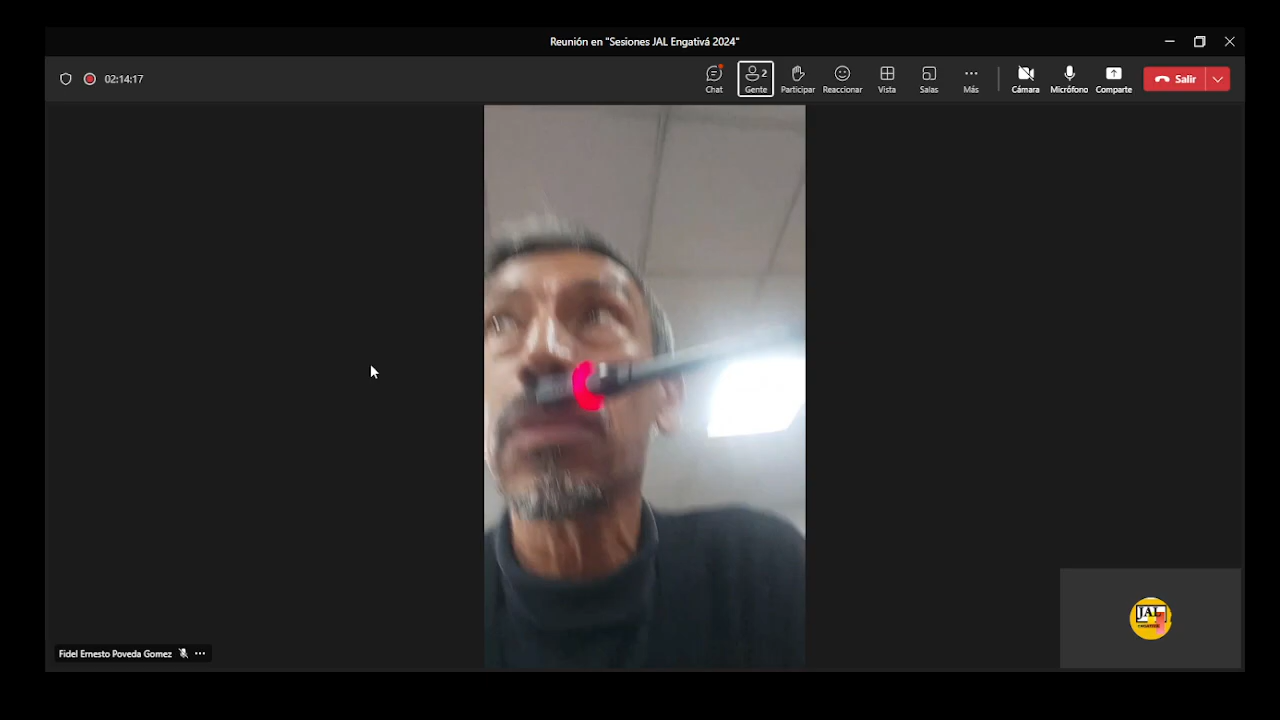 Reunión en "Sesiones JAL Engativá 2024"
02:14:17
2
Chat Gente Participar Reaccionar Vista Salas Más Cámara Micrófono Comparte Salir
Fidel Ernesto Poveda Gomez
JAL